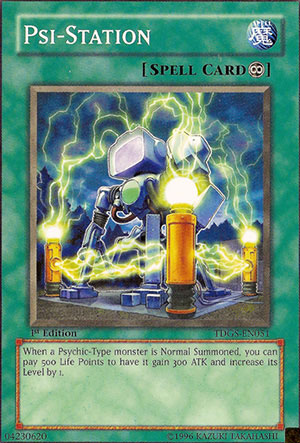 Psi-Station
魔
[Spell Card]
1st Edition
TDGS-EN051
When a Psychic-Type monster is Normal Summoned, you can
pay 500 Life Points to have it gain 300 ATK and increase its
Level by 1.
04230620
©1996 KAZUKI TAKAHASHI